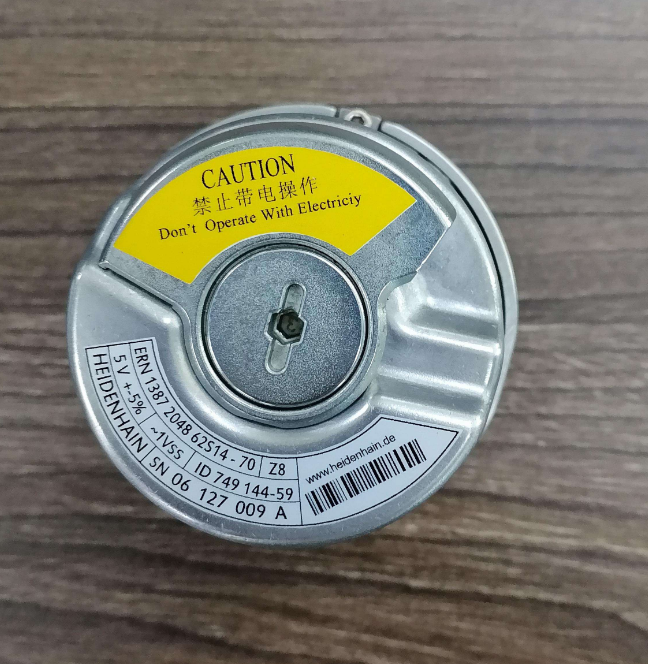 CAUTION
禁止带电操作
Don't Operate With Electriciy
ERN 1387 2048 62S14 - 70 Z8
5 V +-5% ~1Vss ID 749 144-59
HEIDENHAIN SN 06 127 009 A
www.heidenhain.de